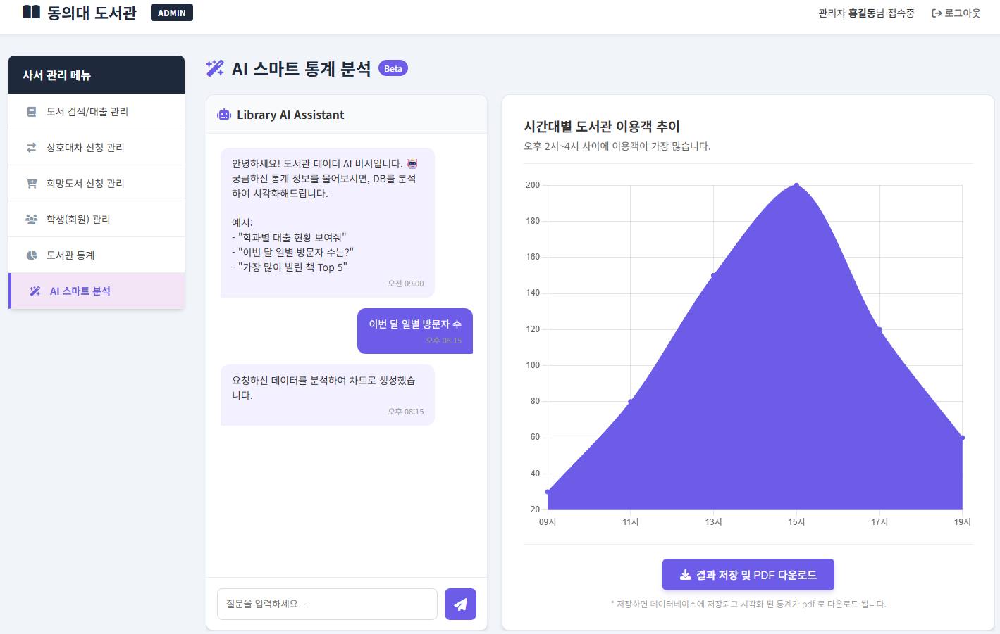 동의대 도서관
ADMIN
관리자 홍길동님 접속중
로그아웃
사서 관리 메뉴
도서 검색/대출 관리
상호대차 신청 관리
희망도서 신청 관리
학생(회원) 관리
도서관 통계
AI 스마트 분석
AI 스마트 통계 분석
Beta
Library AI Assistant
안녕하세요! 도서관 데이터 AI 비서입니다. 🤖
궁금하신 통계 정보를 물어보시면, DB를 분석
하여 시각화해드립니다.
예시:
- "학과별 대출 현황 보여줘"
- "이번 달 일별 방문자 수는?"
- "가장 많이 빌린 책 Top 5"
오전 09:00
이번 달 일별 방문자 수
오후 08:15
요청하신 데이터를 분석하여 차트로 생성했습
니다.
오후 08:15
질문을 입력하세요...
시간대별 도서관 이용객 추이
오후 2시~4시 사이에 이용객이 가장 많습니다.
200
180
160
140
120
100
80
60
40
20
09시
11시
13시
15시
17시
19시
결과 저장 및 PDF 다운로드
* 저장하면 데이터베이스에 저장되고 시각화 된 통계가 pdf 로 다운로드 됩니다.